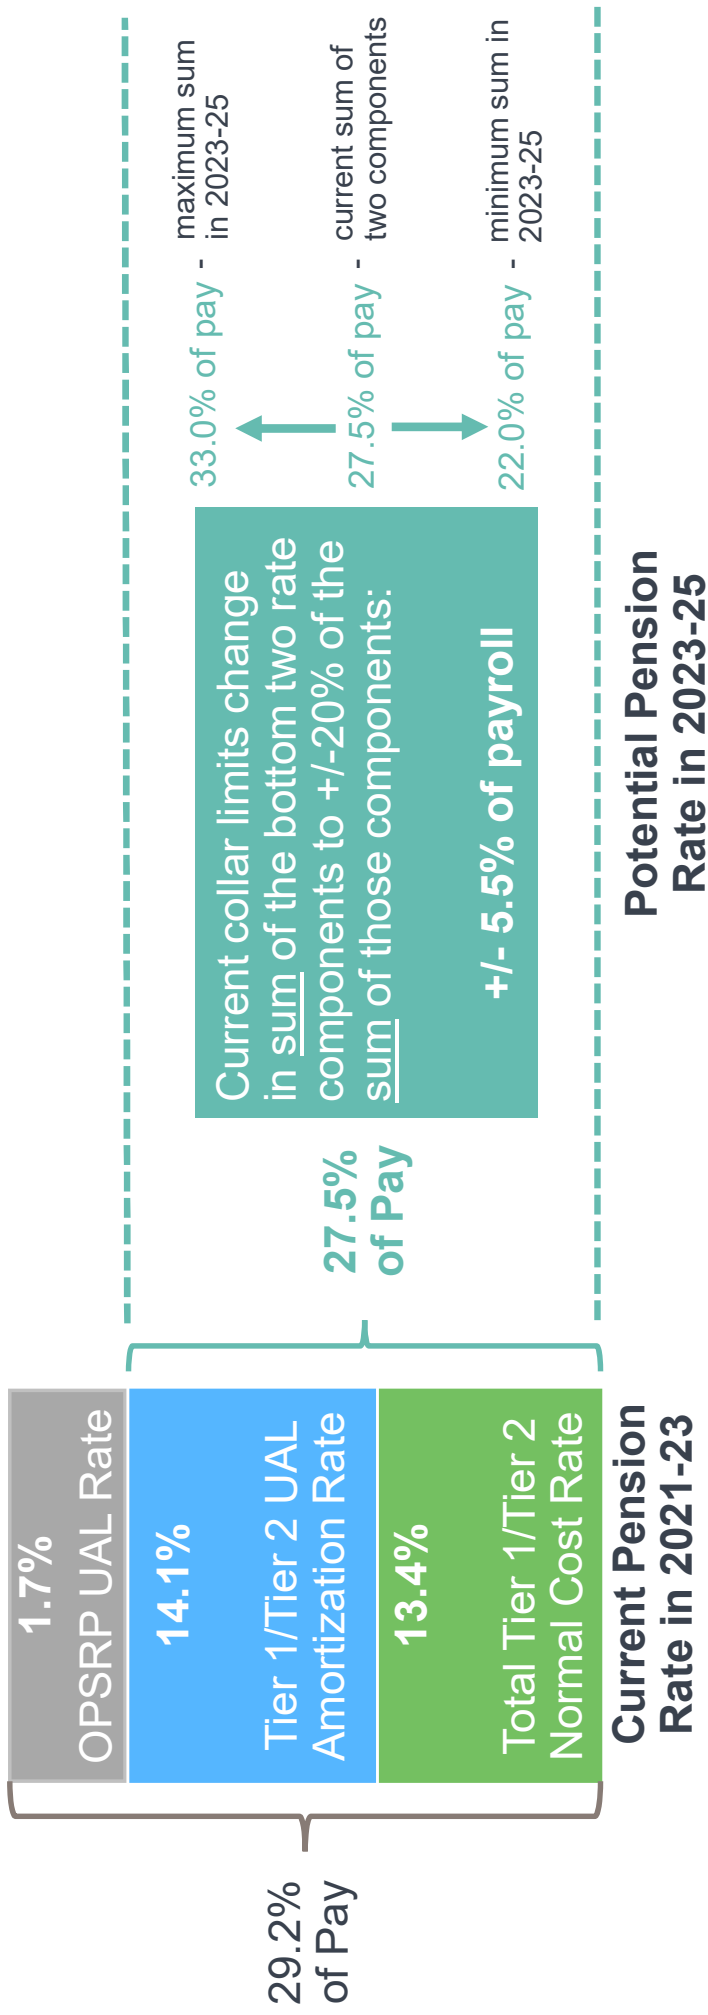 29.2%
of Pay
1.7%
OPSRP UAL Rate
14.1%
Tier 1/Tier 2 UAL
Amortization Rate
13.4%
Total Tier 1/Tier 2
Normal Cost Rate
Current Pension
Rate in 2021-23
27.5%
of Pay
Current collar limits change
in sum of the bottom two rate
components to +/-20% of the
sum of those components:
+/- 5.5% of payroll
33.0% of pay - maximum sum
in 2023-25
27.5% of pay - current sum of
two components
22.0% of pay - minimum sum in
2023-25
Potential Pension
Rate in 2023-25